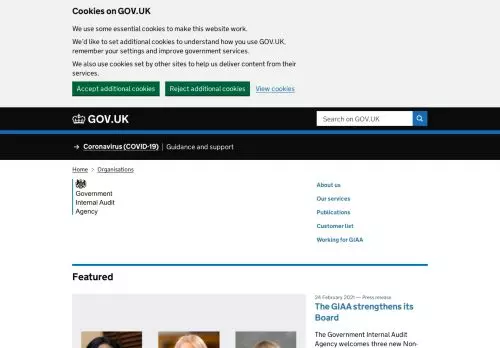 Cookies on GOV.UK
We use some essential cookies to make this website work.
We'd like to set additional cookies to understand how you use GOV.UK,
remember your settings and improve government services.
We also use cookies set by other sites to help us deliver content from their
services.
Accept additional cookies Reject additional cookies View cookies
GOV.UK
Search on GOV.UK
→ Coronavirus (COVID-19) | Guidance and support
Home > Organisations
Government
Internal Audit
Agency
About us
Our services
Publications
Customer list
Working for GIAA
Featured
24 February 2021 — Press release
The GIAA strengthens its
Board
The Government Internal Audit
Agency welcomes three new Non-